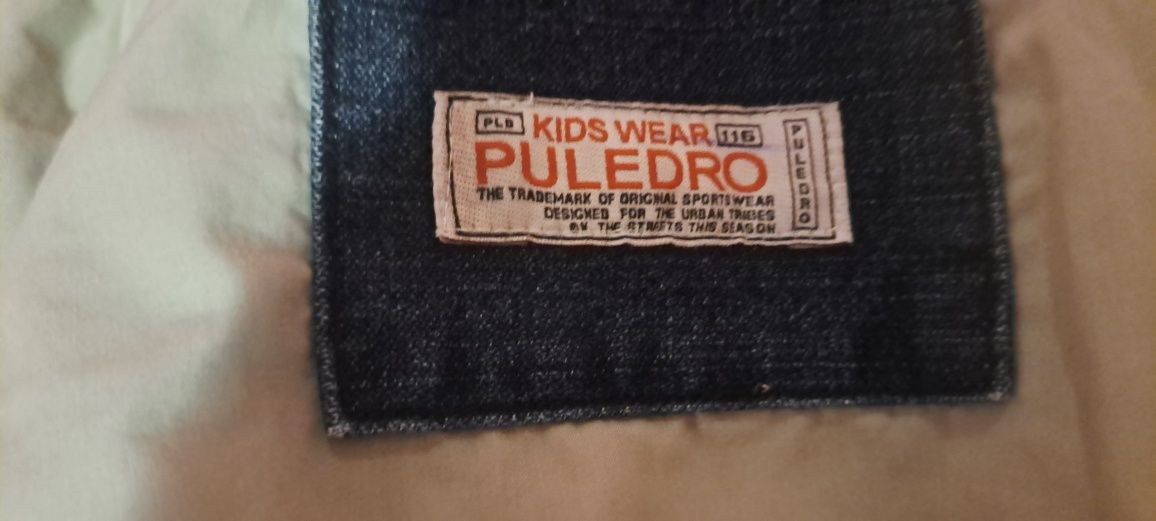 PLD KIDS WEAR 116
PULEDRO
THE TRADEMARK OF ORIGINAL SPORTSWEAR
DESIGNED FOR THE URBAN TRIBES
ON THE STREETS THIS SEASON
PULEDRO